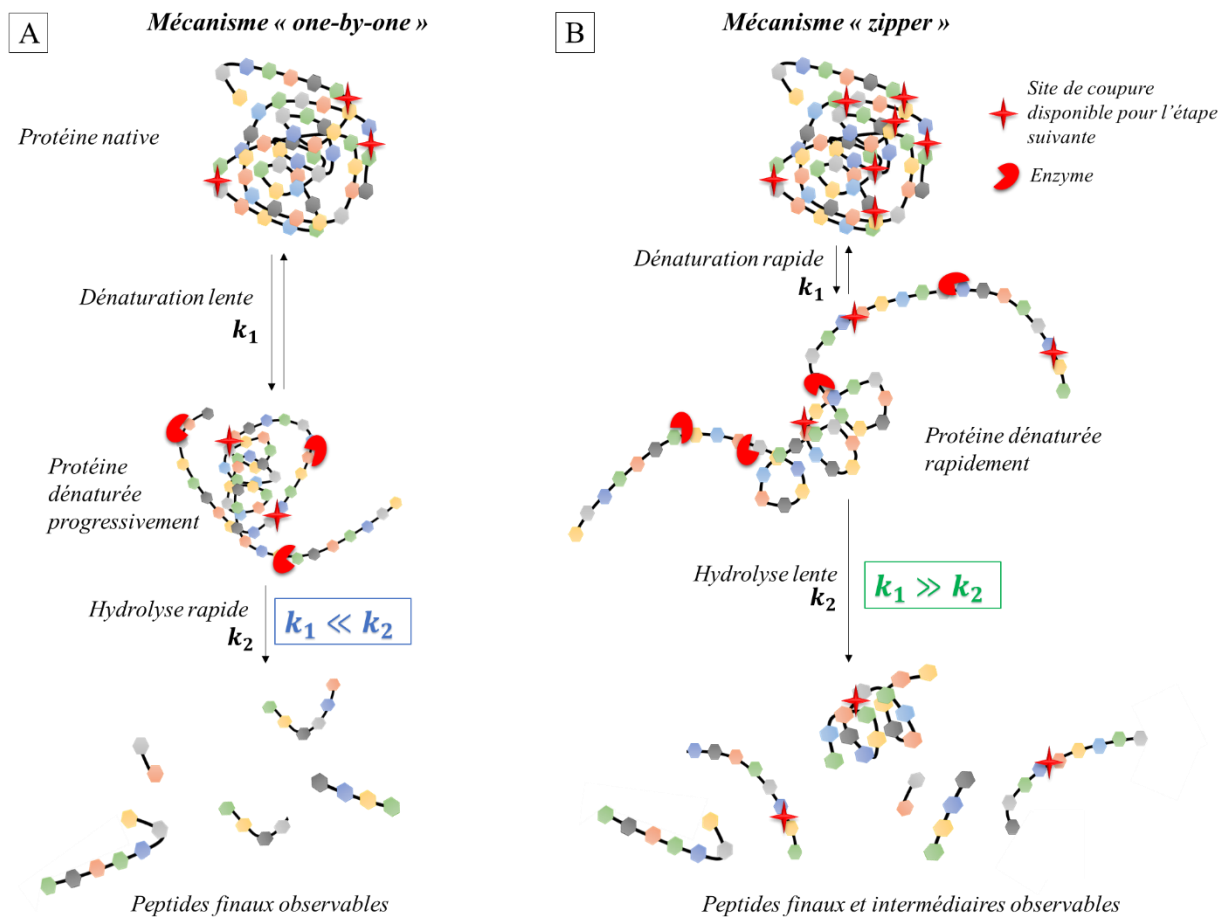 A
Mécanisme « one-by-one »
Protéine native
Dénaturation lente
k₁
Protéine
dénaturée
progressivement
Hydrolyse rapide
k₂
k₁ ≪ k₂
Peptides finaux observables
B
Mécanisme « zipper »
Site de coupure
disponible pour l’étape
suivante
Enzyme
Dénaturation rapide
k₁
Protéine dénaturée
rapidement
Hydrolyse lente
k₂
k₁ ≫ k₂
Peptides finaux et intermédiaires observables